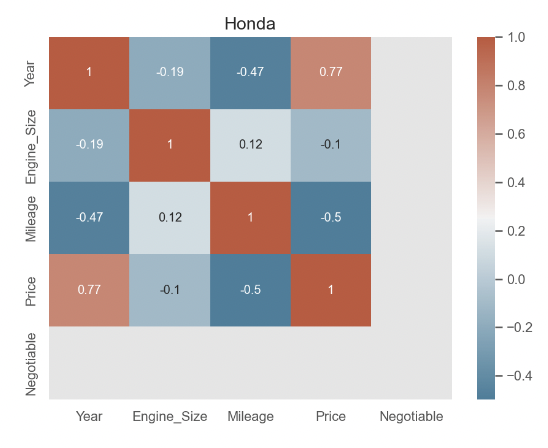 Honda
Year 1 -0.19 -0.47 0.77
Engine_Size -0.19 1 0.12 -0.1
Mileage -0.47 0.12 1 -0.5
Price 0.77 -0.1 -0.5 1
Negotiable
Year Engine_Size Mileage Price Negotiable
1.0
0.8
0.6
0.4
0.2
0.0
−0.2
−0.4